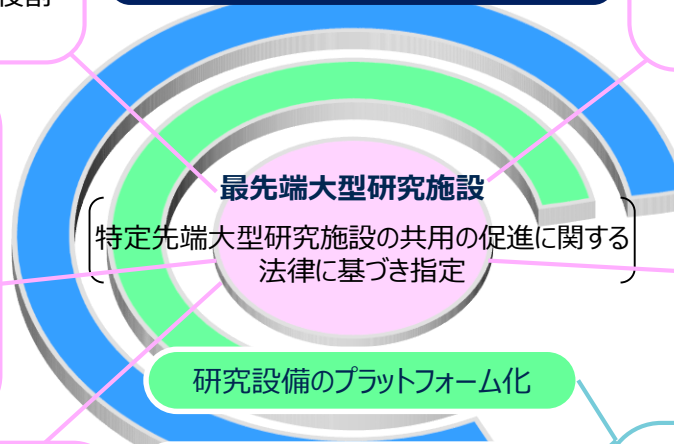 役割
最先端大型研究施設
特定先端大型研究施設の共用の促進に関する
法律に基づき指定
研究設備のプラットフォーム化